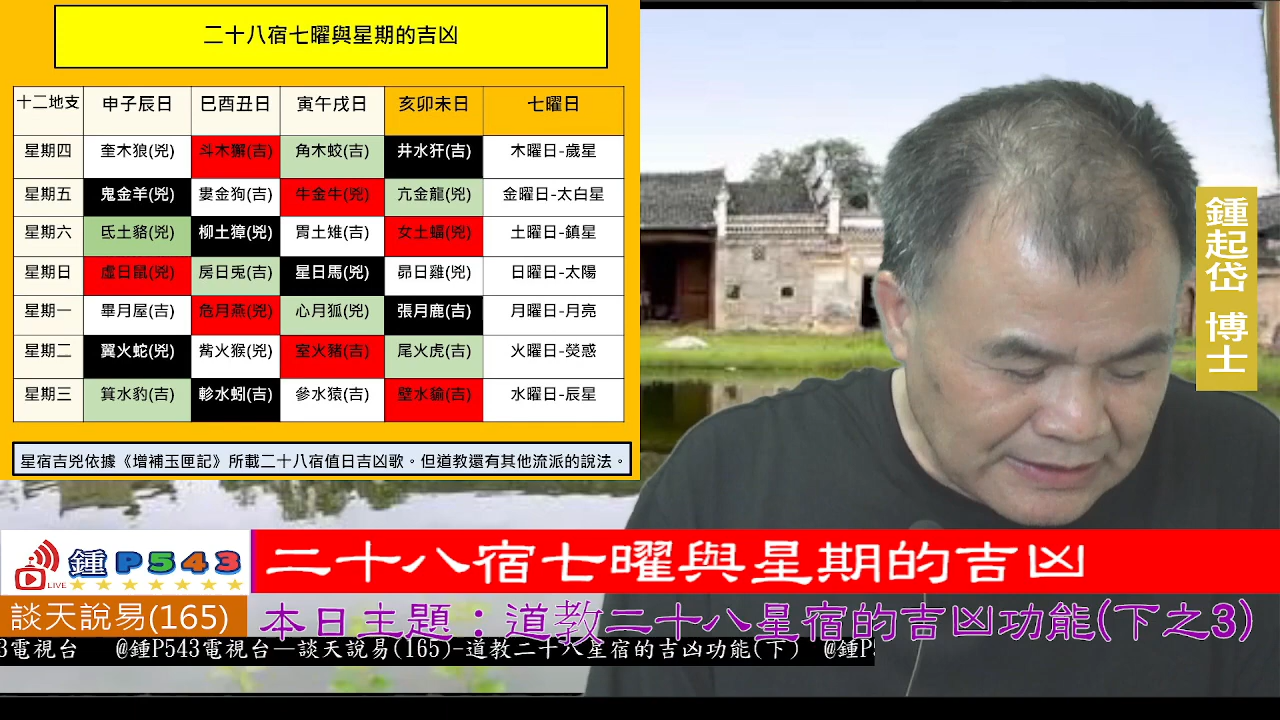 二十八宿七曜與星期的吉凶
十二地支 申子辰日 巳酉丑日 寅午戌日 亥卯未日 七曜日
星期四 奎木狼(兇) 斗木獬(吉) 角木蛟(吉) 井水犴(吉) 木曜日-歲星
星期五 鬼金羊(兇) 婁金狗(吉) 牛金牛(兇) 亢金龍(兇) 金曜日-太白星
星期六 氐土貉(兇) 柳土獐(兇) 胃土雉(吉) 女土蝠(兇) 土曜日-鎮星
星期日 虛日鼠(兇) 房日兎(吉) 星日馬(兇) 昴日雞(兇) 日曜日-太陽
星期一 畢月屋(吉) 危月燕(兇) 心月狐(兇) 張月鹿(吉) 月曜日-月亮
星期二 翼火蛇(兇) 觜火猴(兇) 室火豬(吉) 尾火虎(吉) 火曜日-熒惑
星期三 箕水豹(吉) 軫水蚓(吉) 參水猿(吉) 壁水貐(吉) 水曜日-辰星
星宿吉兇依據《增補玉匣記》所載二十八宿值日吉凶歌。但道教還有其他流派的說法。
鍾起岱 博士
LIVE 鍾P543
二十八宿七曜與星期的吉凶
談天說易(165)
本日主題：道教二十八星宿的吉凶功能(下之3)
3電視台 @鍾P543電視台—談天說易(165)-道教二十八星宿的吉凶功能(下) @鍾P5